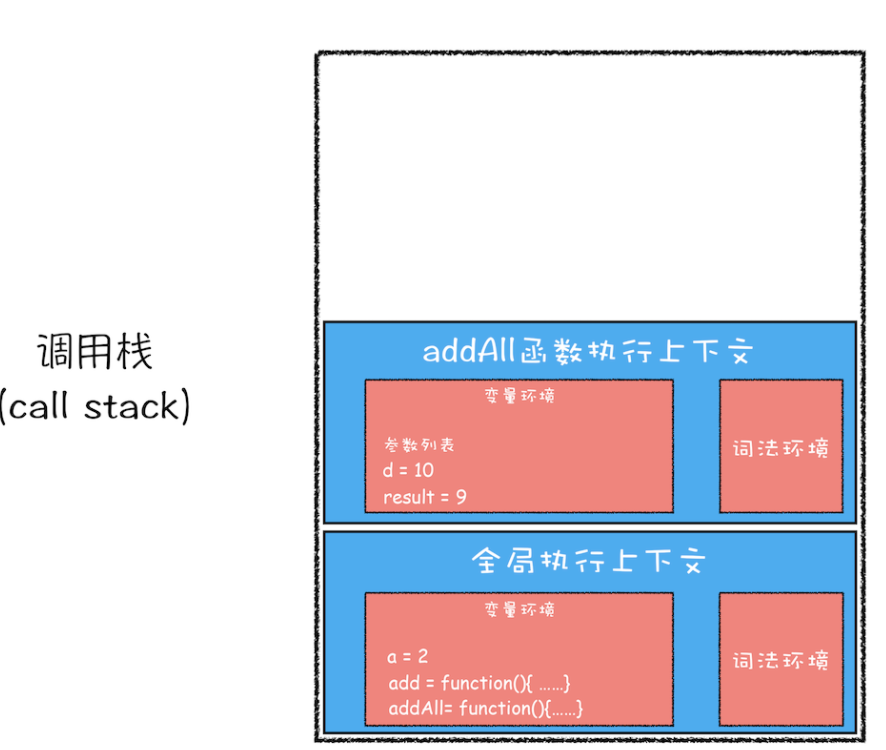 调用栈
(call stack)
addAll函数执行上下文
变量环境
参数列表
d = 10
result = 9
词法环境
全局执行上下文
变量环境
a = 2
add = function(){ ......}
addAll= function(){......}
词法环境